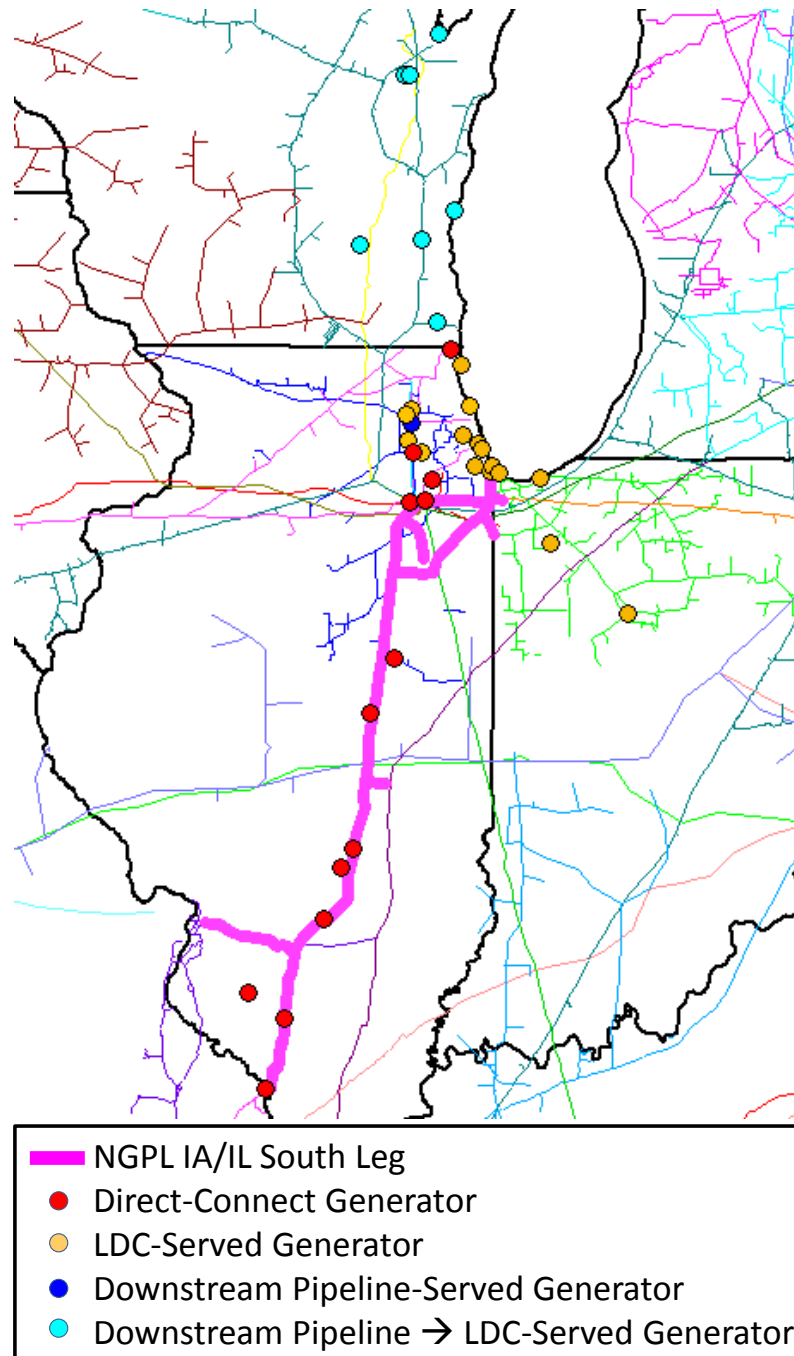 NGPL IA/IL South Leg
Direct-Connect Generator
LDC-Served Generator
Downstream Pipeline-Served Generator
Downstream Pipeline → LDC-Served Generator